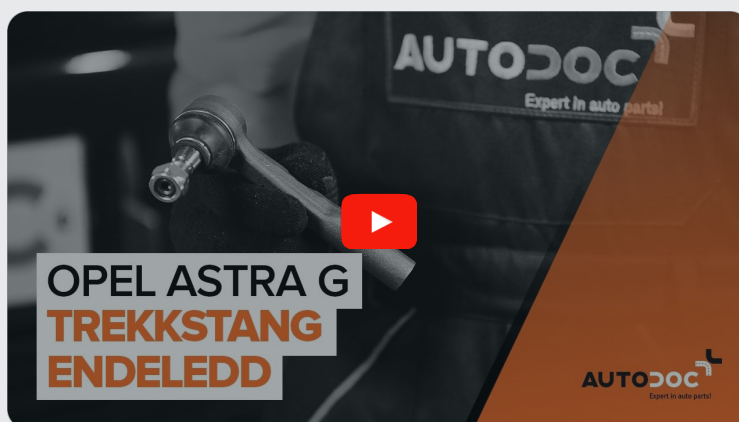 AUTODOC
Expert in auto parts!
OPEL ASTRA G
TREKKSTANG
ENDELEDD
AUTODOC
Expert in auto parts!